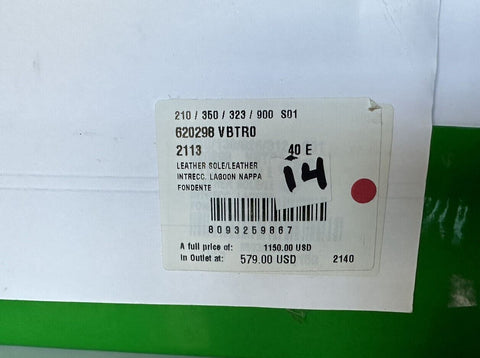 210 / 350 / 323 / 900 S01
620298 VBTR0
2113 40 E
LEATHER SOLE/LEATHER
INTRECC. LAGOON NAPPA
FONDENTE
14
8093259867
A full price of: 1150.00 USD
In Outlet at: 579.00 USD 2140